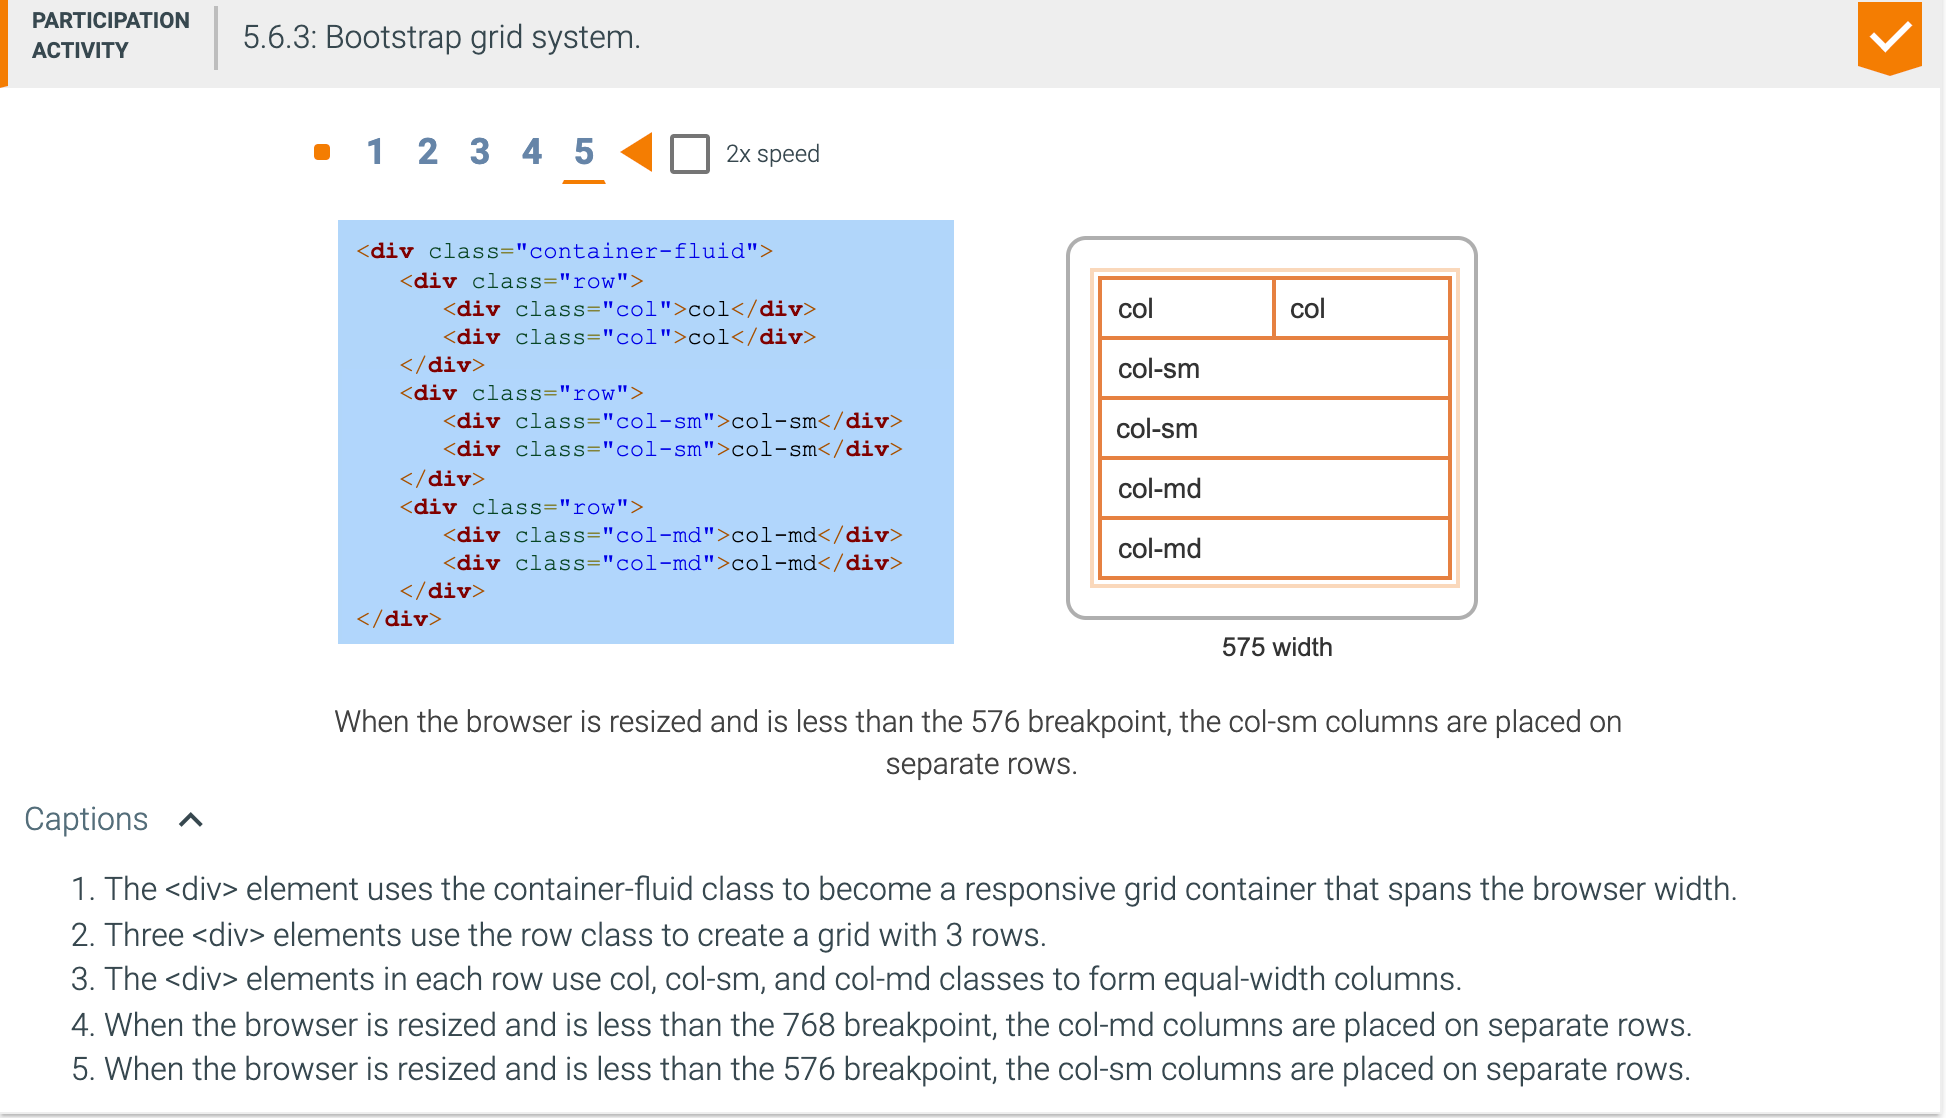 PARTICIPATION
ACTIVITY
5.6.3: Bootstrap grid system.
1 2 3 4 5 2x speed
<div class="container-fluid">
<div class="row">
<div class="col">col</div>
<div class="col">col</div>
</div>
<div class="row">
<div class="col-sm">col-sm</div>
<div class="col-sm">col-sm</div>
</div>
<div class="row">
<div class="col-md">col-md</div>
<div class="col-md">col-md</div>
</div>
</div>
col col
col-sm
col-sm
col-md
col-md
575 width
When the browser is resized and is less than the 576 breakpoint, the col-sm columns are placed on
separate rows.
Captions
1. The <div> element uses the container-fluid class to become a responsive grid container that spans the browser width.
2. Three <div> elements use the row class to create a grid with 3 rows.
3. The <div> elements in each row use col, col-sm, and col-md classes to form equal-width columns.
4. When the browser is resized and is less than the 768 breakpoint, the col-md columns are placed on separate rows.
5. When the browser is resized and is less than the 576 breakpoint, the col-sm columns are placed on separate rows.